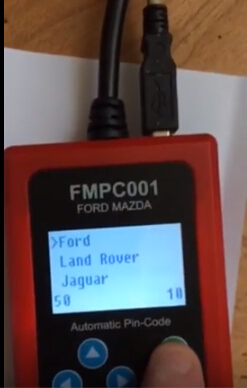 FMPC001
FORD MAZDA
>Ford
Land Rover
Jaguar
50 10
Automatic Pin-Code